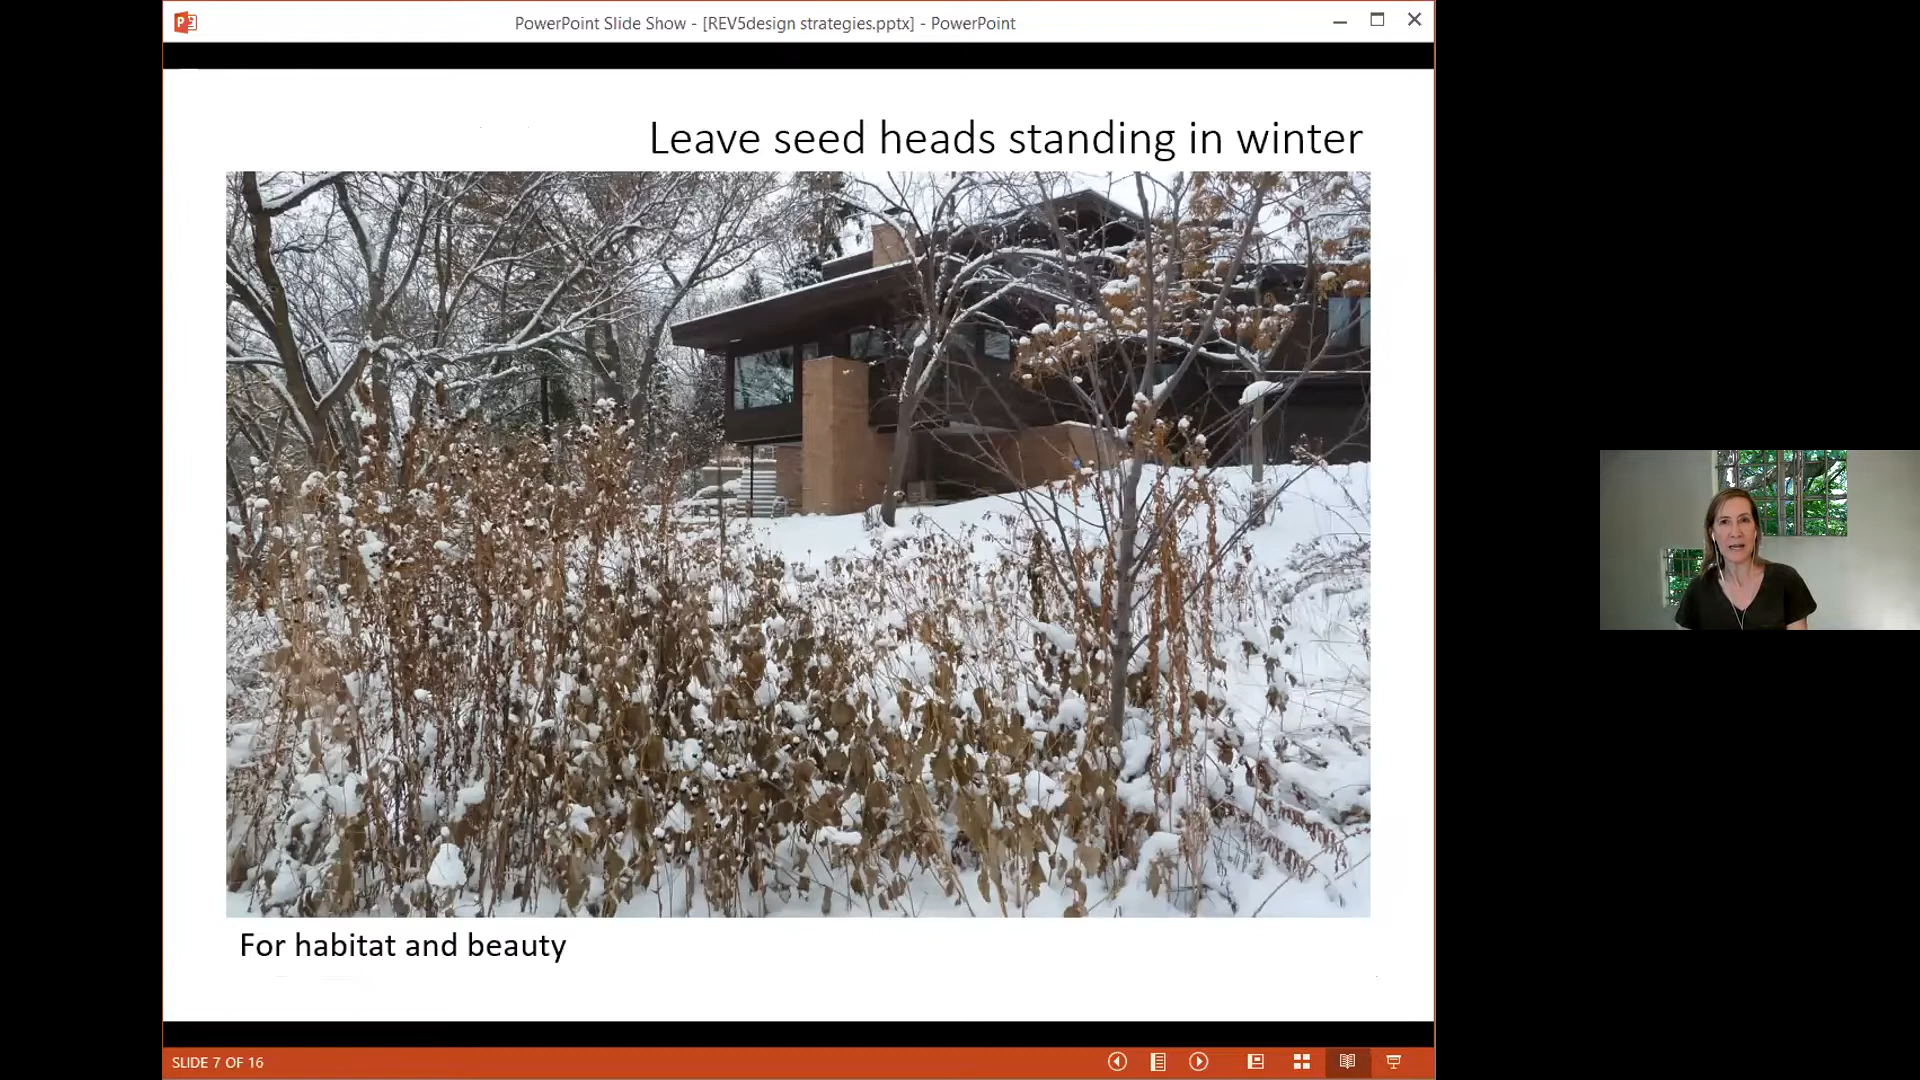 PowerPoint Slide Show - [REV5design strategies.pptx] - PowerPoint
Leave seed heads standing in winter
For habitat and beauty
SLIDE 7 OF 16